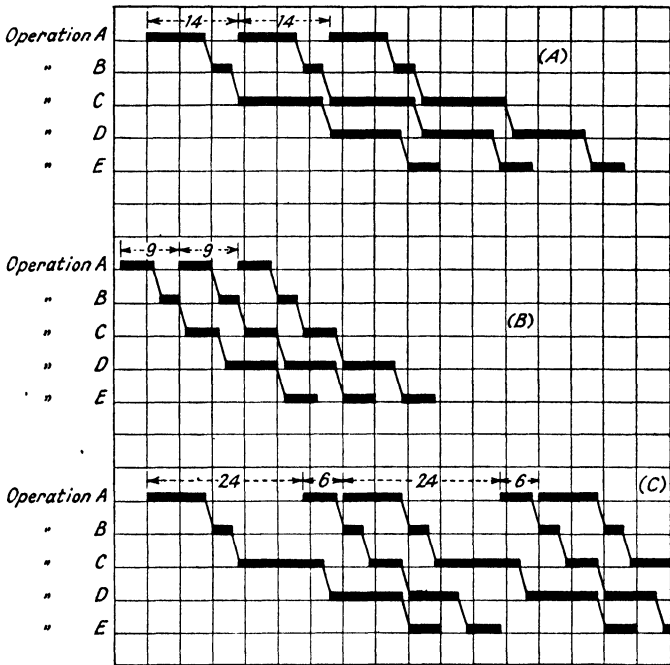 14 14
Operation A
" B (A)
" C
" D
" E
9 9
Operation A
" B
" C (B)
" D
" E
24 6 24 6
Operation A (C)
" B
" C
" D
" E